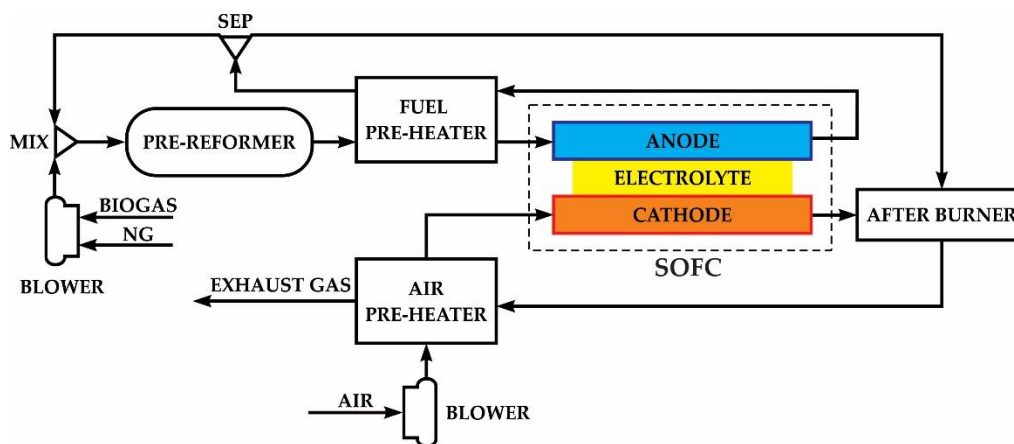 SEP
FUEL
PRE-HEATER
MIX
PRE-REFORMER
ANODE
ELECTROLYTE
CATHODE
AFTER BURNER
BIOGAS
NG
BLOWER
SOFC
EXHAUST GAS
AIR
PRE-HEATER
AIR
BLOWER